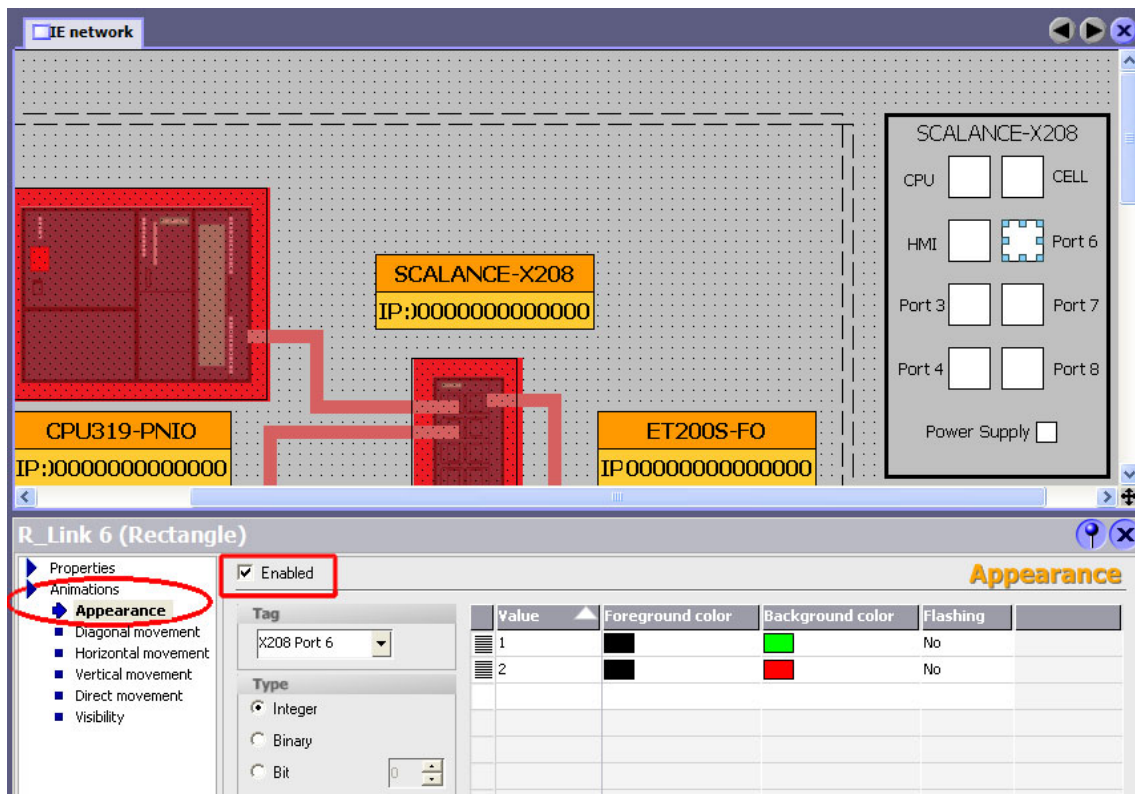 IE network
SCALANCE-X208
CPU CELL
HMI Port 6
SCALANCE-X208
IP:)0000000000000
Port 3 Port 7
Port 4 Port 8
CPU319-PNIO
ET200S-FO
Power Supply
IP:)0000000000000
IP00000000000000
R_Link 6 (Rectangle)
Properties
Enabled
Appearance
Animations
Appearance
Tag
Value Foreground color Background color Flashing
Diagonal movement
X208 Port 6
1 No
Horizontal movement
2 No
Vertical movement
Type
Direct movement
Integer
Visibility
Binary
Bit 0